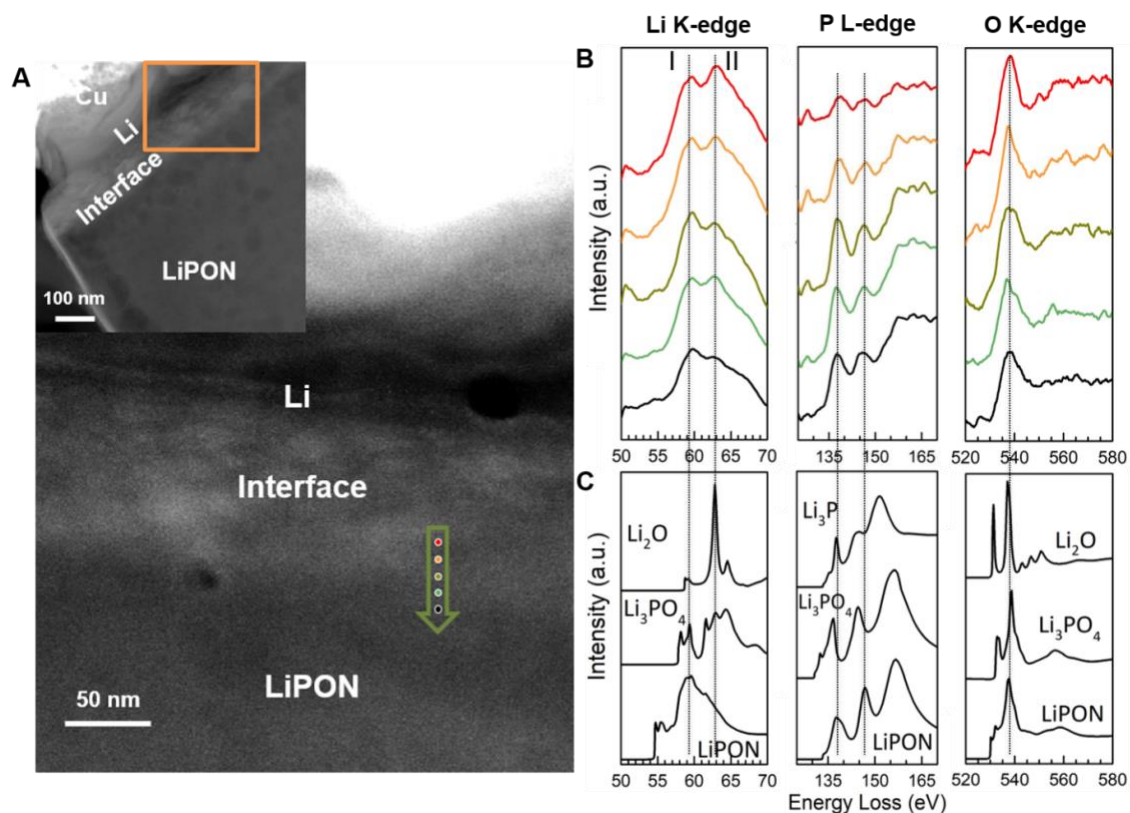 A
Cu
Li
Interface
LiPON
100 nm
Li
Interface
LiPON
50 nm
Li K-edge P L-edge O K-edge
B
I II
Intensity (a.u.)
50 55 60 65 70
135 150 165
520 540 560 580
C
Li2O
Li3PO4
LiPON
Li3P
Li3PO4
LiPON
Li2O
Li3PO4
LiPON
Intensity (a.u.)
50 55 60 65 70
135 150 165
520 540 560 580
Energy Loss (eV)